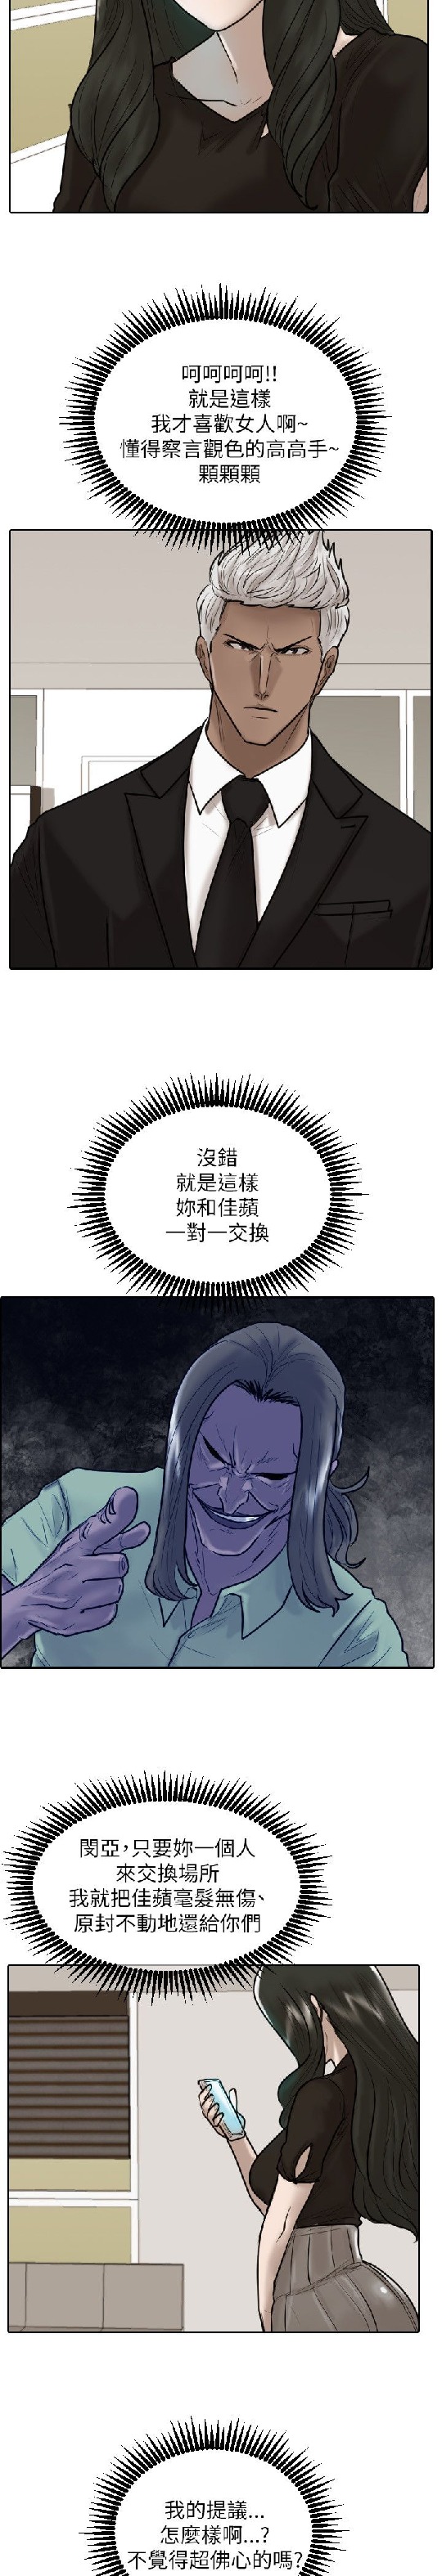 呵呵呵呵!!
就是這樣
我才喜歡女人啊~
懂得察言觀色的高高手~
顆顆顆
沒錯
就是這樣
妳和佳蘋
一對一交換
閔亞,只要妳一個人
來交換場所
我就把佳蘋毫髮無傷、
原封不動地還給你們
我的提議...
怎麼樣啊...?
不覺得超佛心的嗎?